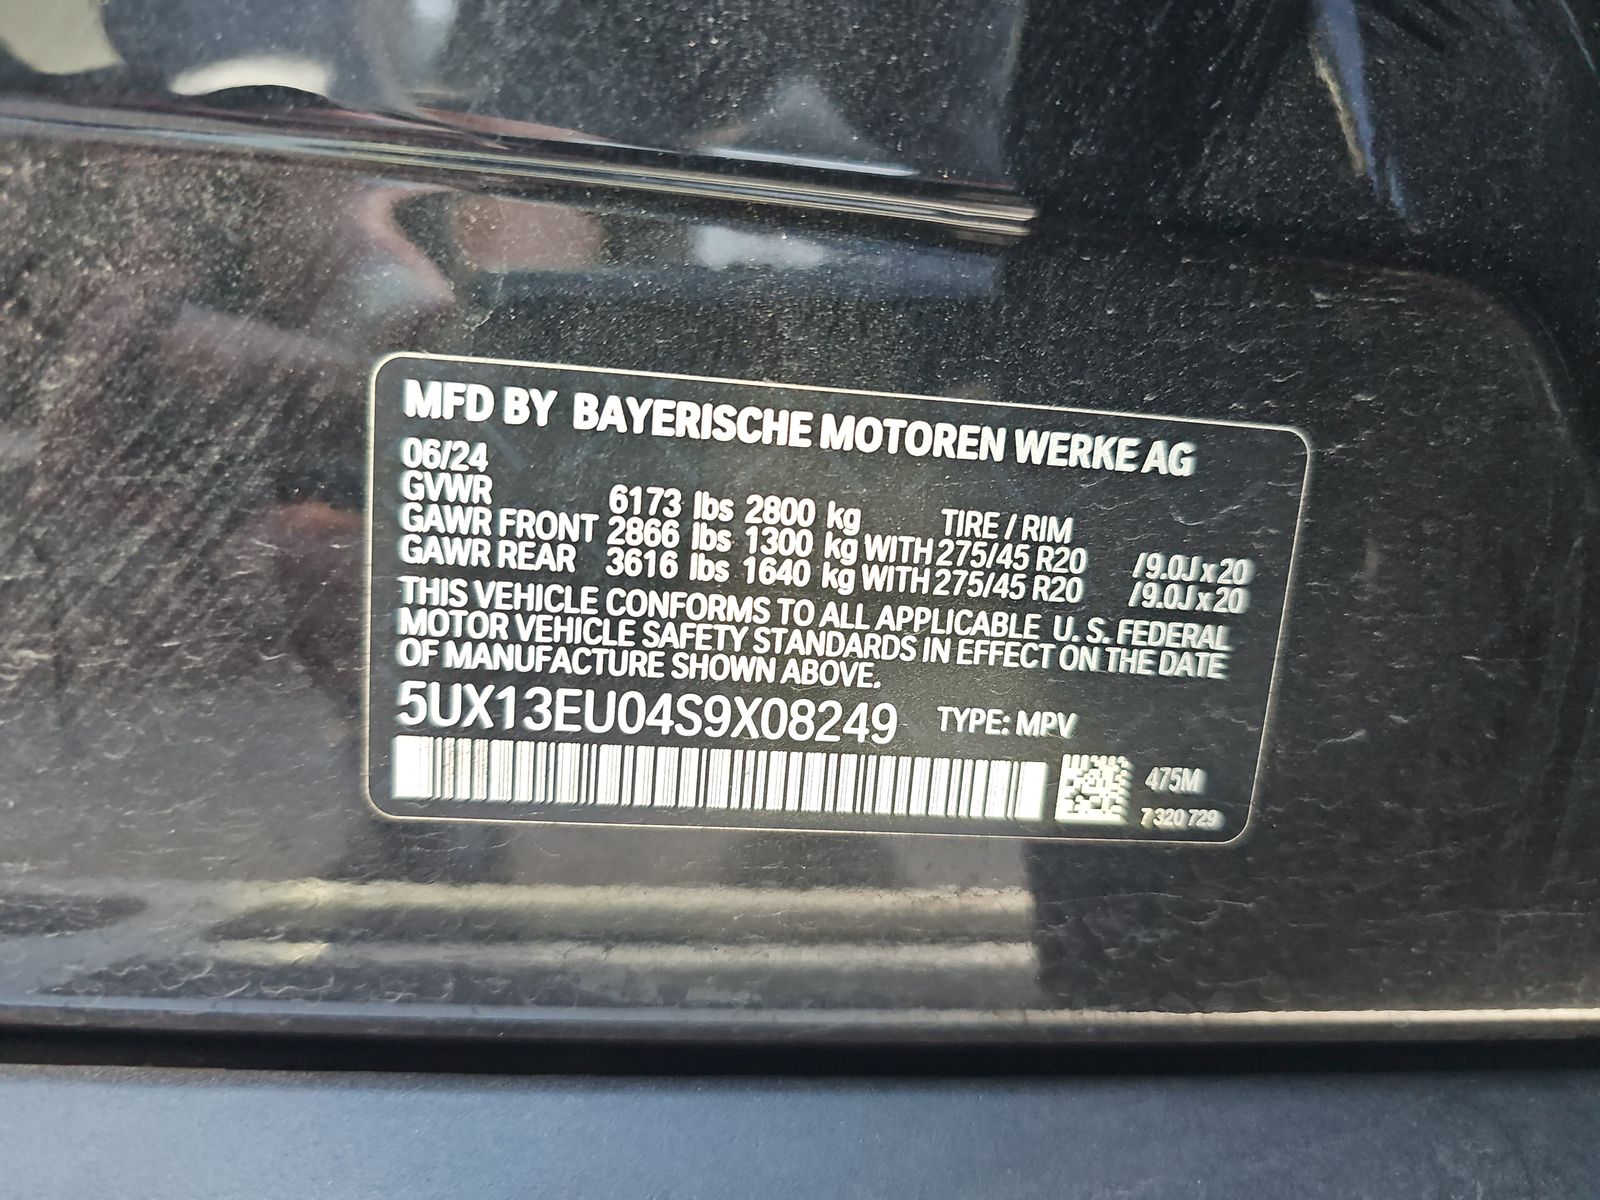 MFD BY BAYERISCHE MOTOREN WERKE AG
06/24
GVWR 6173 lbs 2800 kg TIRE / RIM
GAWR FRONT 2866 lbs 1300 kg WITH 275/45 R20 / 9.0J x 20
GAWR REAR 3616 lbs 1640 kg WITH 275/45 R20 / 9.0J x 20
THIS VEHICLE CONFORMS TO ALL APPLICABLE U. S. FEDERAL
MOTOR VEHICLE SAFETY STANDARDS IN EFFECT ON THE DATE
OF MANUFACTURE SHOWN ABOVE.
5UX13EU04S9X08249 TYPE: MPV
475M
7 320 729